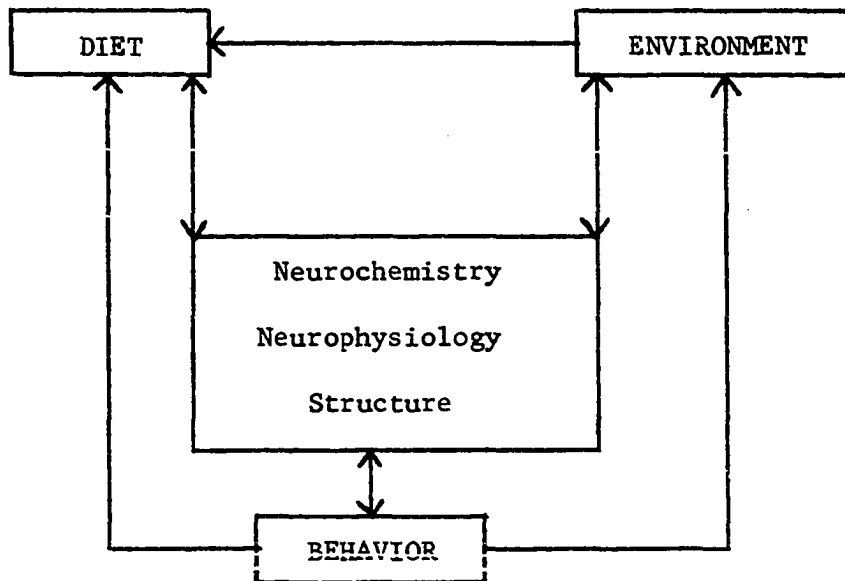 DIET
ENVIRONMENT
Neurochemistry
Neurophysiology
Structure
BEHAVIOR